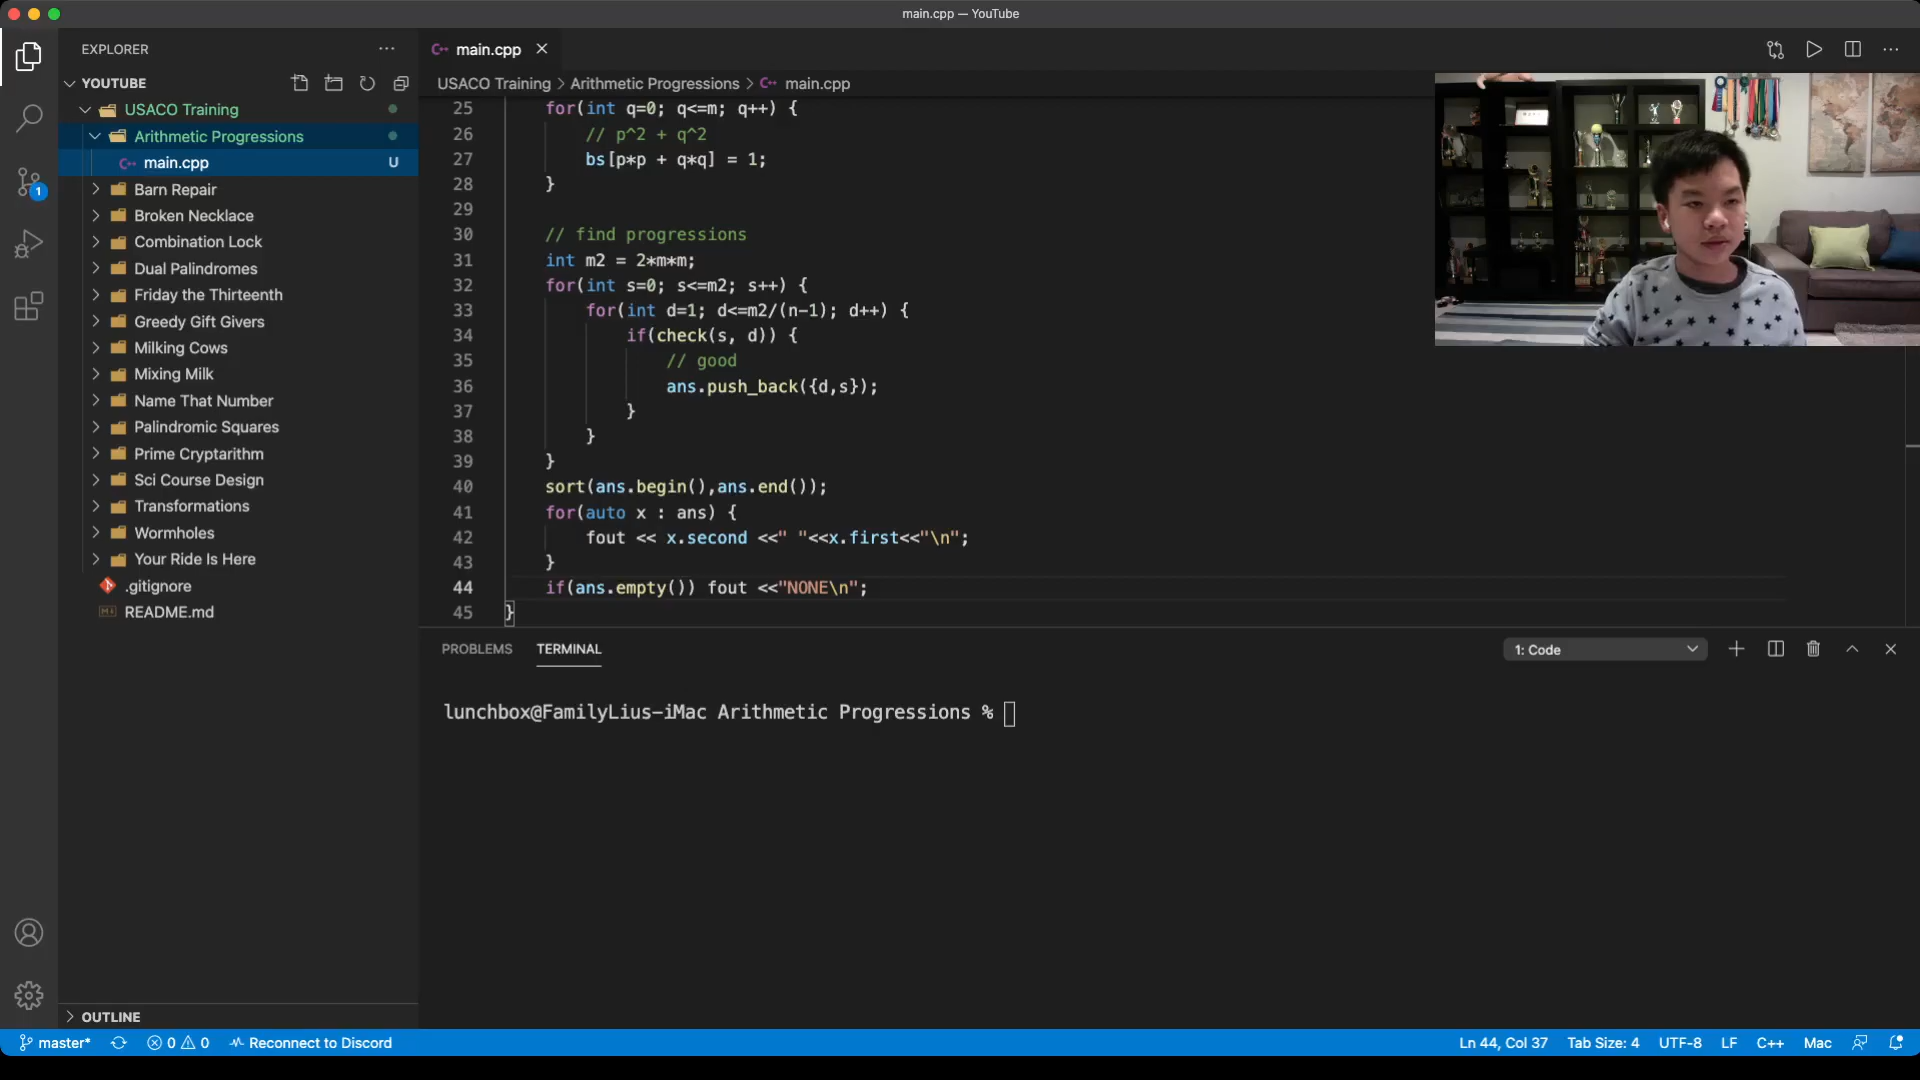 main.cpp — YouTube
EXPLORER
YOUTUBE
USACO Training
Arithmetic Progressions
main.cpp U
Barn Repair
Broken Necklace
Combination Lock
Dual Palindromes
Friday the Thirteenth
Greedy Gift Givers
Milking Cows
Mixing Milk
Name That Number
Palindromic Squares
Prime Cryptarithm
Sci Course Design
Transformations
Wormholes
Your Ride Is Here
.gitignore
README.md
OUTLINE
1
main.cpp
USACO Training > Arithmetic Progressions > main.cpp
25 for(int q=0; q<=m; q++) {
26 // p^2 + q^2
27 bs[p*p + q*q] = 1;
28 }
29
30 // find progressions
31 int m2 = 2*m*m;
32 for(int s=0; s<=m2; s++) {
33 for(int d=1; d<=m2/(n-1); d++) {
34 if(check(s, d)) {
35 // good
36 ans.push_back({d,s});
37 }
38 }
39 }
40 sort(ans.begin(),ans.end());
41 for(auto x : ans) {
42 fout << x.second <<" "<<x.first<<"\n";
43 }
44 if(ans.empty()) fout <<"NONE\n";
45 }
PROBLEMS TERMINAL
1: Code
lunchbox@FamilyLius-iMac Arithmetic Progressions %
master* 0 0 Reconnect to Discord
Ln 44, Col 37 Tab Size: 4 UTF-8 LF C++ Mac